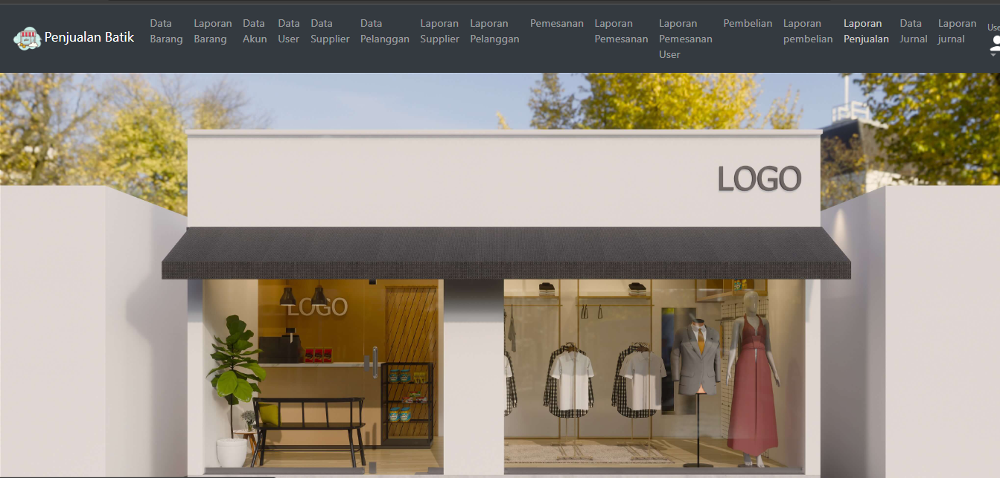 Penjualan Batik
Data
Barang
Laporan
Barang
Data
Akun
Data
User
Data
Supplier
Data
Pelanggan
Laporan
Supplier
Laporan
Pelanggan
Pemesanan
Laporan
Pemesanan
Laporan
Pemesanan
User
Pembelian
Laporan
pembelian
Laporan
Penjualan
Data
Jurnal
Laporan
jurnal
Use
LOGO
LOGO